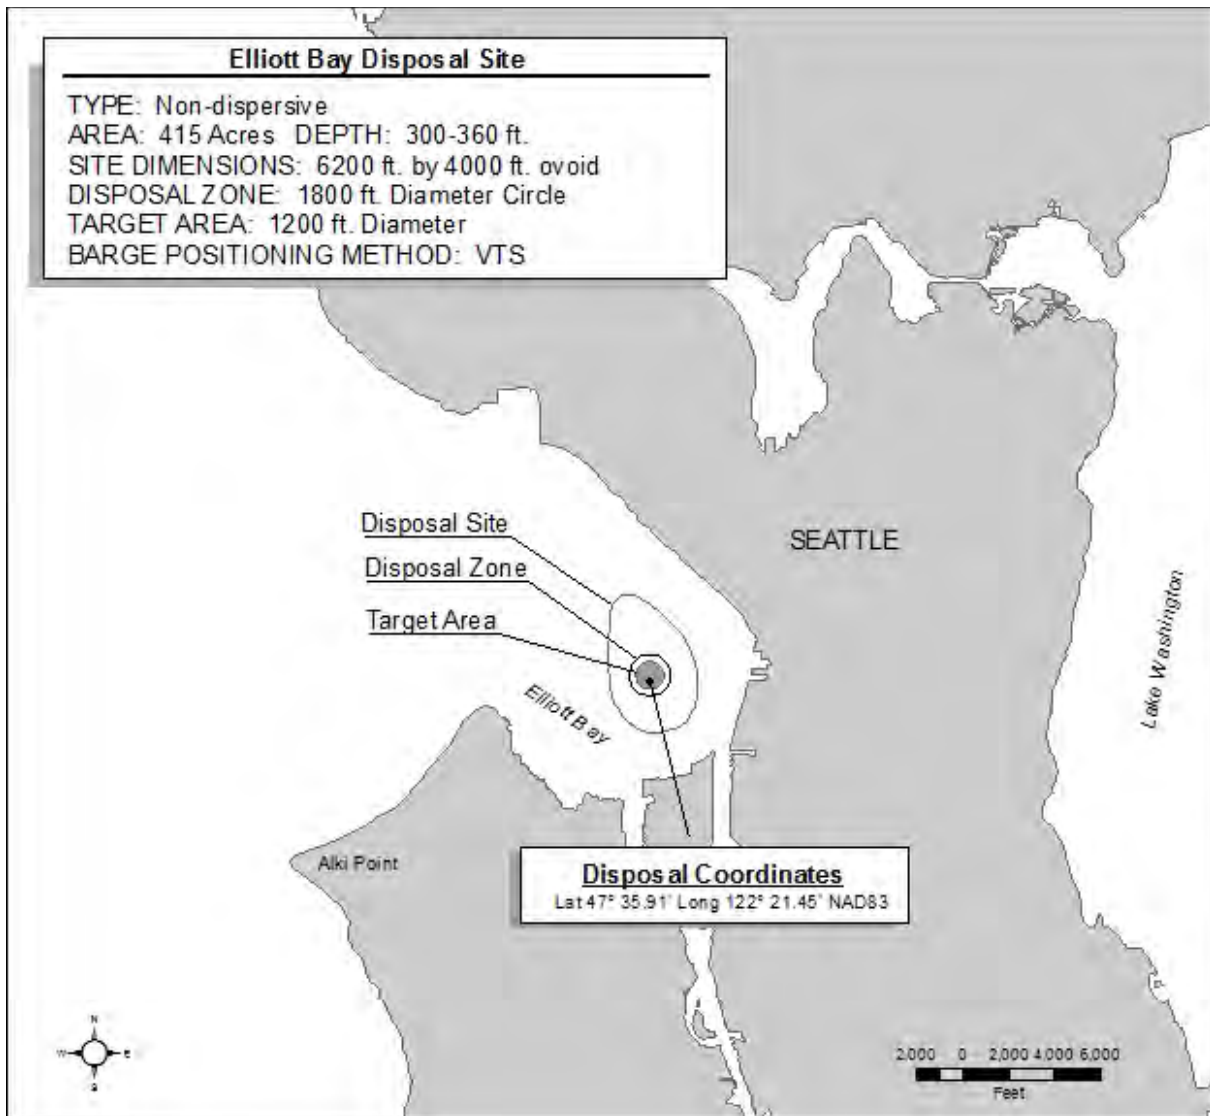 Elliott Bay Disposal Site
TYPE: Non-dispersive
AREA: 415 Acres DEPTH: 300-360 ft.
SITE DIMENSIONS: 6200 ft. by 4000 ft. ovoid
DISPOSAL ZONE: 1800 ft. Diameter Circle
TARGET AREA: 1200 ft. Diameter
BARGE POSITIONING METHOD: VTS
Disposal Site
SEATTLE
Disposal Zone
Target Area
Lake Washington
Elliott Bay
Alki Point
Disposal Coordinates
Lat 47° 35.91' Long 122° 21.45' NAD83
N
W E
S
2,000 0 2,000 4,000 6,000
Feet